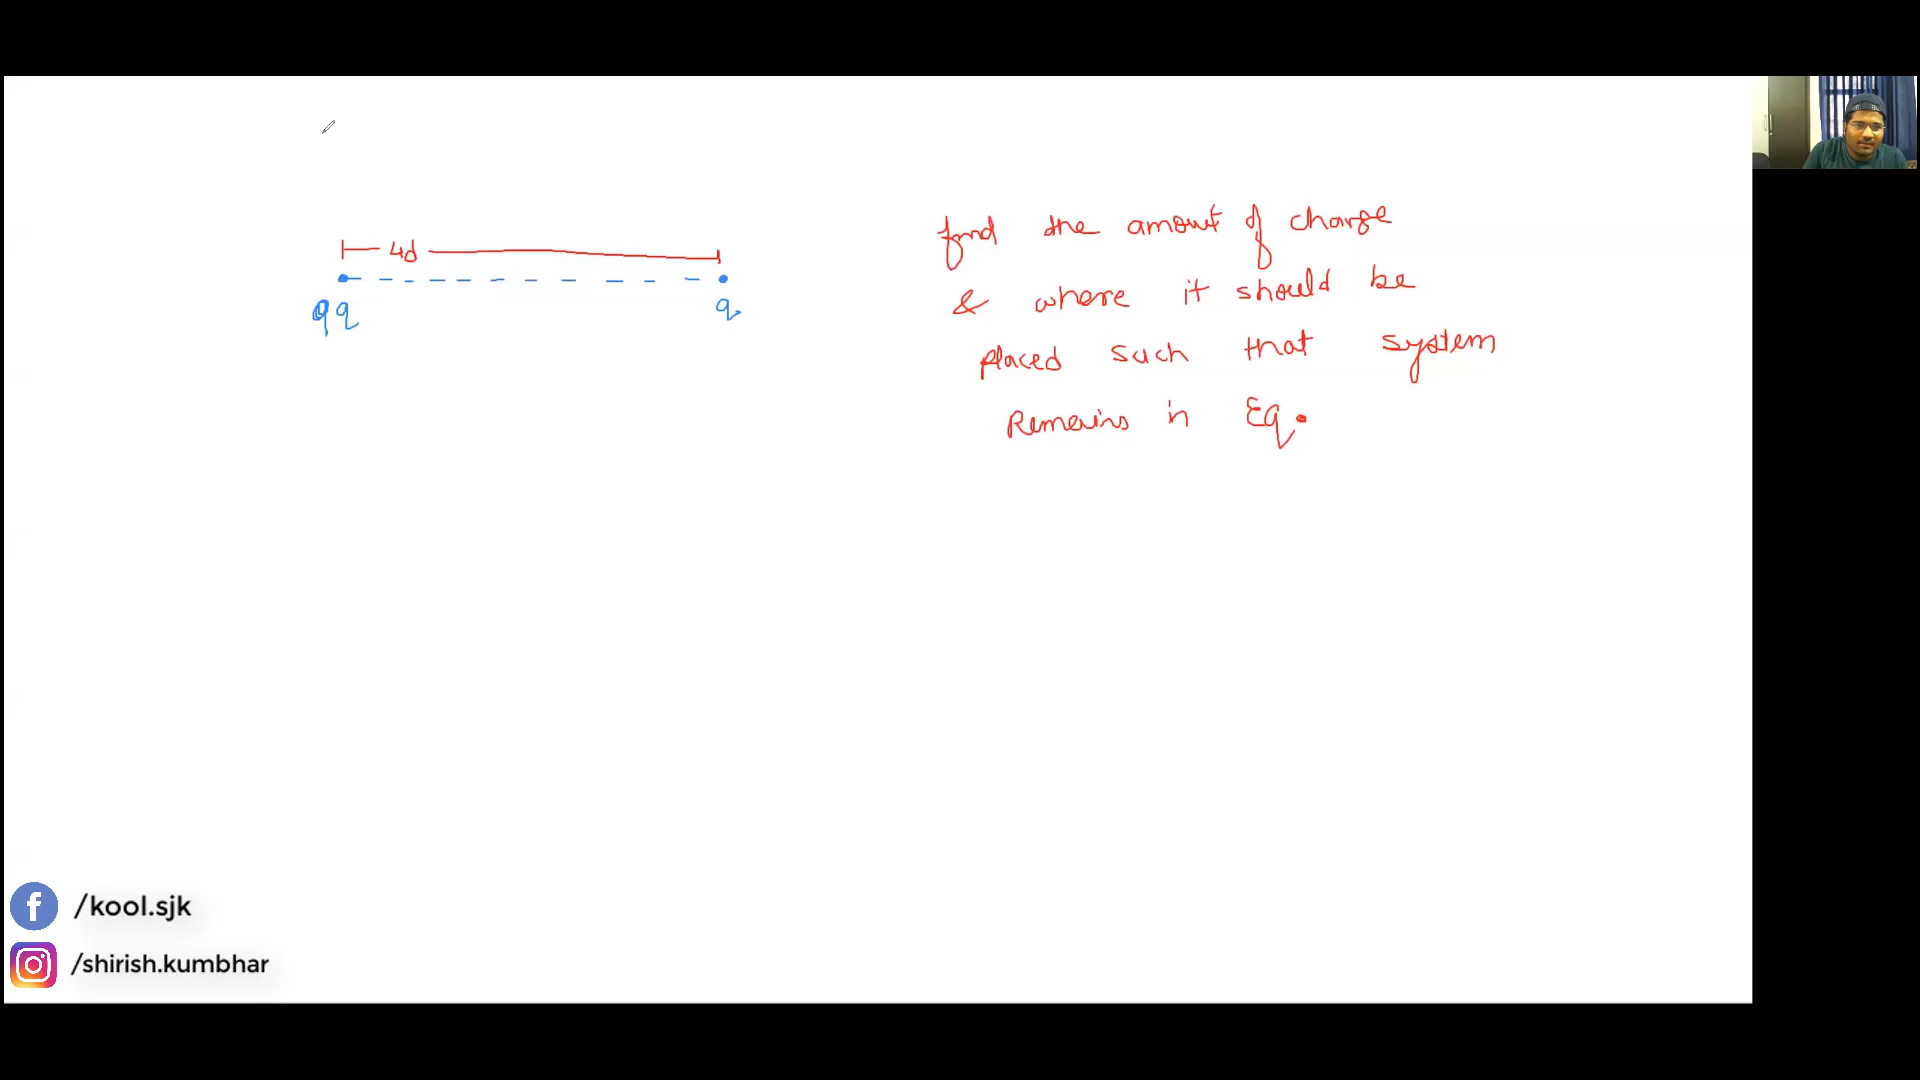 4d
9q
q
find the amount of charge
& where it should be
placed such that system
Remains in Eq.
/kool.sjk
/shirish.kumbhar